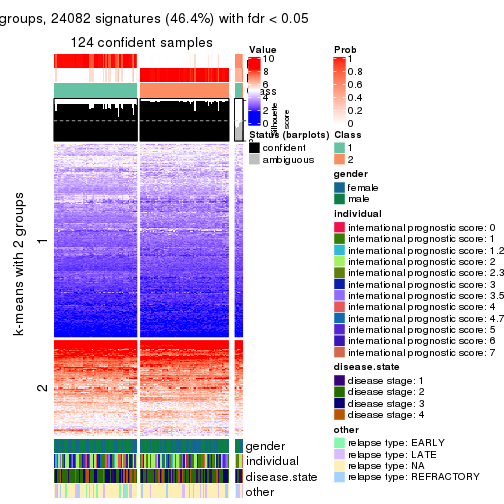 groups, 24082 signatures (46.4%) with fdr < 0.05
124 confident samples
k-means with 2 groups
1
2
Value
10
8
6
4
2
0
Silhouette
score
Status (barplots)
confident
ambiguous
Prob
1
0.8
0.6
0.4
0.2
0
Class
1
2
gender
female
male
individual
international prognostic score: 0
international prognostic score: 1
international prognostic score: 1.2
international prognostic score: 2
international prognostic score: 2.3
international prognostic score: 3
international prognostic score: 3.5
international prognostic score: 4
international prognostic score: 4.7
international prognostic score: 5
international prognostic score: 6
international prognostic score: 7
disease.state
disease stage: 1
disease stage: 2
disease stage: 3
disease stage: 4
other
relapse type: EARLY
relapse type: LATE
relapse type: NA
relapse type: REFRACTORY
gender
individual
disease.state
other